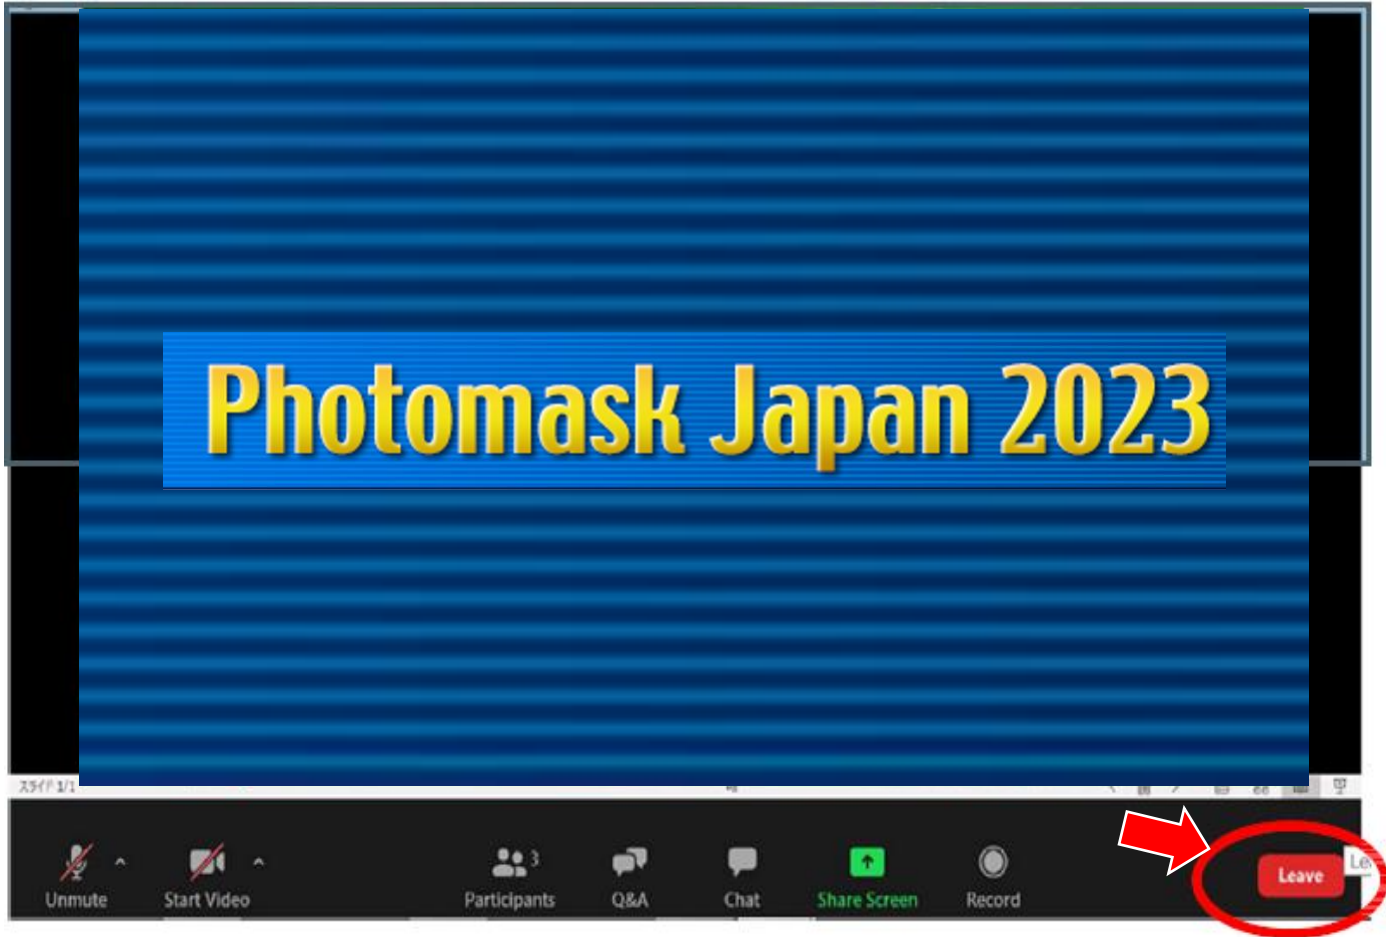 Photomask Japan 2023
スライド 1/1
3
Unmute
Start Video
Participants
Q&A
Chat
Share Screen
Record
Leave